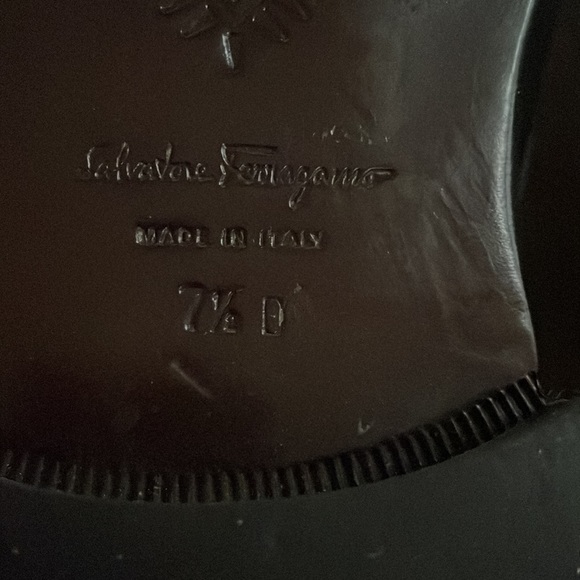 Salvatore Ferragamo
MADE IN ITALY
7½ D